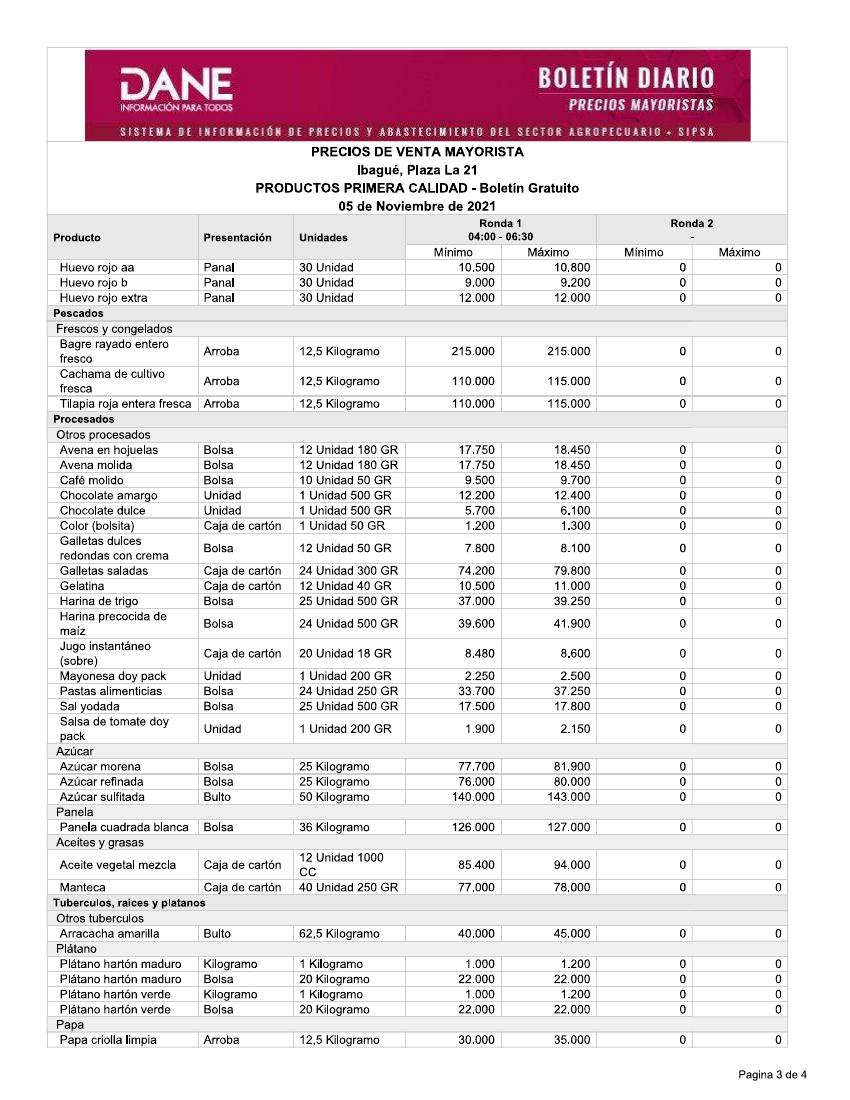 DANE
INFORMACIÓN PARA TODOS
BOLETÍN DIARIO
PRECIOS MAYORISTAS
SISTEMA DE INFORMACIÓN DE PRECIOS Y ABASTECIMIENTO DEL SECTOR AGROPECUARIO • SIPSA
PRECIOS DE VENTA MAYORISTA
Ibagué, Plaza La 21
PRODUCTOS PRIMERA CALIDAD - Boletín Gratuito
05 de Noviembre de 2021
Producto Presentación Unidades Ronda 1 Ronda 2
04:00 - 06:30 -
Mínimo Máximo Mínimo Máximo
Huevo rojo aa Panal 30 Unidad 10.500 10.800 0 0
Huevo rojo b Panal 30 Unidad 9.000 9.200 0 0
Huevo rojo extra Panal 30 Unidad 12.000 12.000 0 0
Pescados
Frescos y congelados
Bagre rayado entero
fresco Arroba 12,5 Kilogramo 215.000 215.000 0 0
Cachama de cultivo
fresca Arroba 12,5 Kilogramo 110.000 115.000 0 0
Tilapia roja entera fresca Arroba 12,5 Kilogramo 110.000 115.000 0 0
Procesados
Otros procesados
Avena en hojuelas Bolsa 12 Unidad 180 GR 17.750 18.450 0 0
Avena molida Bolsa 12 Unidad 180 GR 17.750 18.450 0 0
Café molido Bolsa 10 Unidad 50 GR 9.500 9.700 0 0
Chocolate amargo Unidad 1 Unidad 500 GR 12.200 12.400 0 0
Chocolate dulce Unidad 1 Unidad 500 GR 5.700 6.100 0 0
Color (bolsita) Caja de cartón 1 Unidad 50 GR 1.200 1.300 0 0
Galletas dulces
redondas con crema Bolsa 12 Unidad 50 GR 7.800 8.100 0 0
Galletas saladas Caja de cartón 24 Unidad 300 GR 74.200 79.800 0 0
Gelatina Caja de cartón 12 Unidad 40 GR 10.500 11.000 0 0
Harina de trigo Bolsa 25 Unidad 500 GR 37.000 39.250 0 0
Harina precocida de
maíz Bolsa 24 Unidad 500 GR 39.600 41.900 0 0
Jugo instantáneo
(sobre) Caja de cartón 20 Unidad 18 GR 8.480 8.600 0 0
Mayonesa doy pack Unidad 1 Unidad 200 GR 2.250 2.500 0 0
Pastas alimenticias Bolsa 24 Unidad 250 GR 33.700 37.250 0 0
Sal yodada Bolsa 25 Unidad 500 GR 17.500 17.800 0 0
Salsa de tomate doy
pack Unidad 1 Unidad 200 GR 1.900 2.150 0 0
Azúcar
Azúcar morena Bolsa 25 Kilogramo 77.700 81.900 0 0
Azúcar refinada Bolsa 25 Kilogramo 76.000 80.000 0 0
Azúcar sulfitada Bulto 50 Kilogramo 140.000 143.000 0 0
Panela
Panela cuadrada blanca Bolsa 36 Kilogramo 126.000 127.000 0 0
Aceites y grasas
Aceite vegetal mezcla Caja de cartón 12 Unidad 1000
CC 85.400 94.000 0 0
Manteca Caja de cartón 40 Unidad 250 GR 77.000 78.000 0 0
Tuberculos, raices y platanos
Otros tuberculos
Arracacha amarilla Bulto 62,5 Kilogramo 40.000 45.000 0 0
Plátano
Plátano hartón maduro Kilogramo 1 Kilogramo 1.000 1.200 0 0
Plátano hartón maduro Bolsa 20 Kilogramo 22.000 22.000 0 0
Plátano hartón verde Kilogramo 1 Kilogramo 1.000 1.200 0 0
Plátano hartón verde Bolsa 20 Kilogramo 22.000 22.000 0 0
Papa
Papa criolla limpia Arroba 12,5 Kilogramo 30.000 35.000 0 0
Pagina 3 de 4